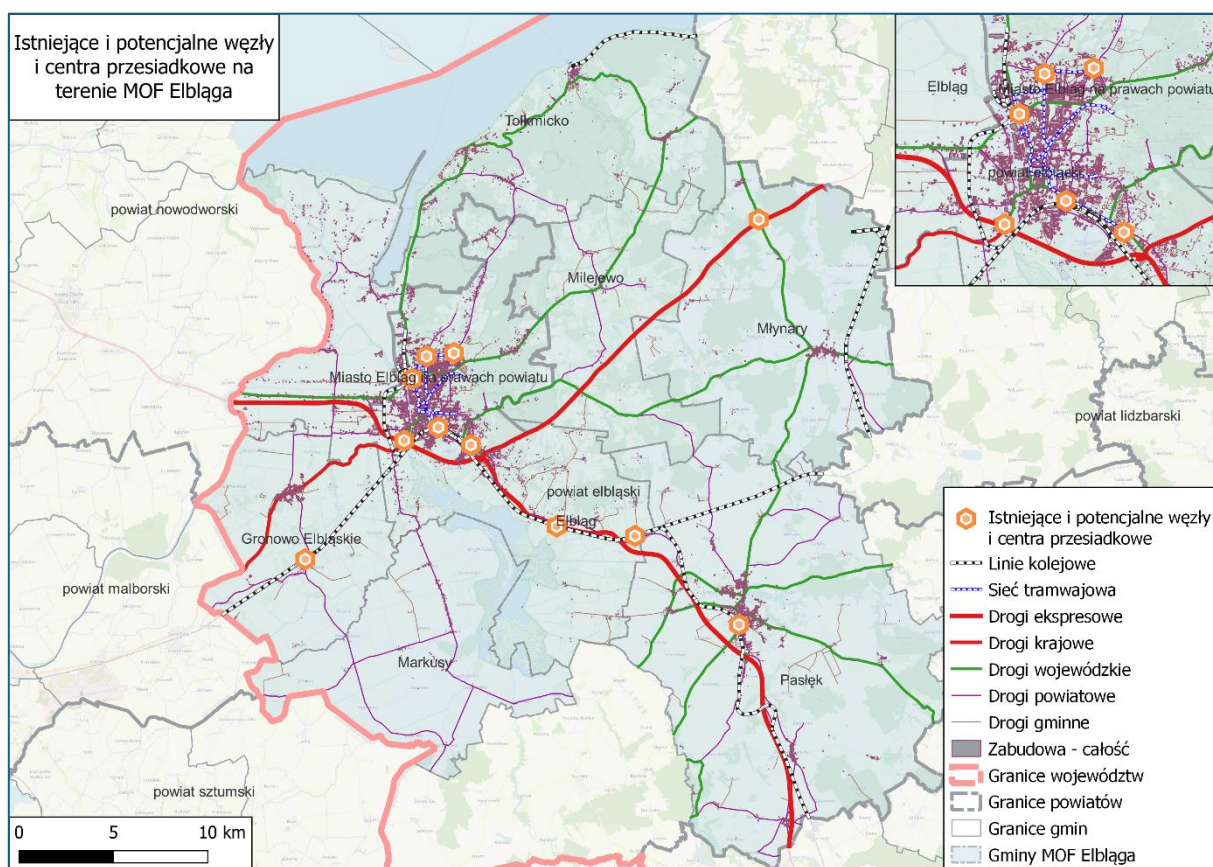 Istniejące i potencjalne węzły
i centra przesiadkowe na
terenie MOF Elbląga
Elbląg
Miasto Elbląg na prawach powiatu
powiat elbląski
Tolkmicko
powiat nowodworski
Milejewo
Młynary
Miasto Elbląg na prawach powiatu
powiat lidzbarski
powiat elbląski
Elbląg
Gronowo Elbląskie
powiat malborski
Markusy
Pasłęk
powiat sztumski
Istniejące i potencjalne węzły
i centra przesiadkowe
Linie kolejowe
Sieć tramwajowa
Drogi ekspresowe
Drogi krajowe
Drogi wojewódzkie
Drogi powiatowe
Drogi gminne
Zabudowa - całość
Granice województw
Granice powiatów
Granice gmin
Gminy MOF Elbląga
0 5 10 km